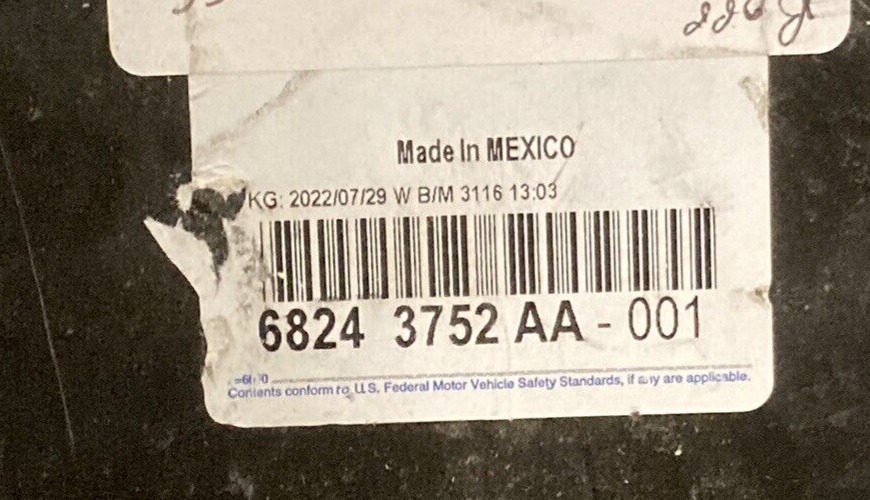 Made In MEXICO
KG: 2022/07/29 W B/M 3116 13:03
6824 3752 AA - 001
Contents conform to U.S. Federal Motor Vehicle Safety Standards, if any are applicable.